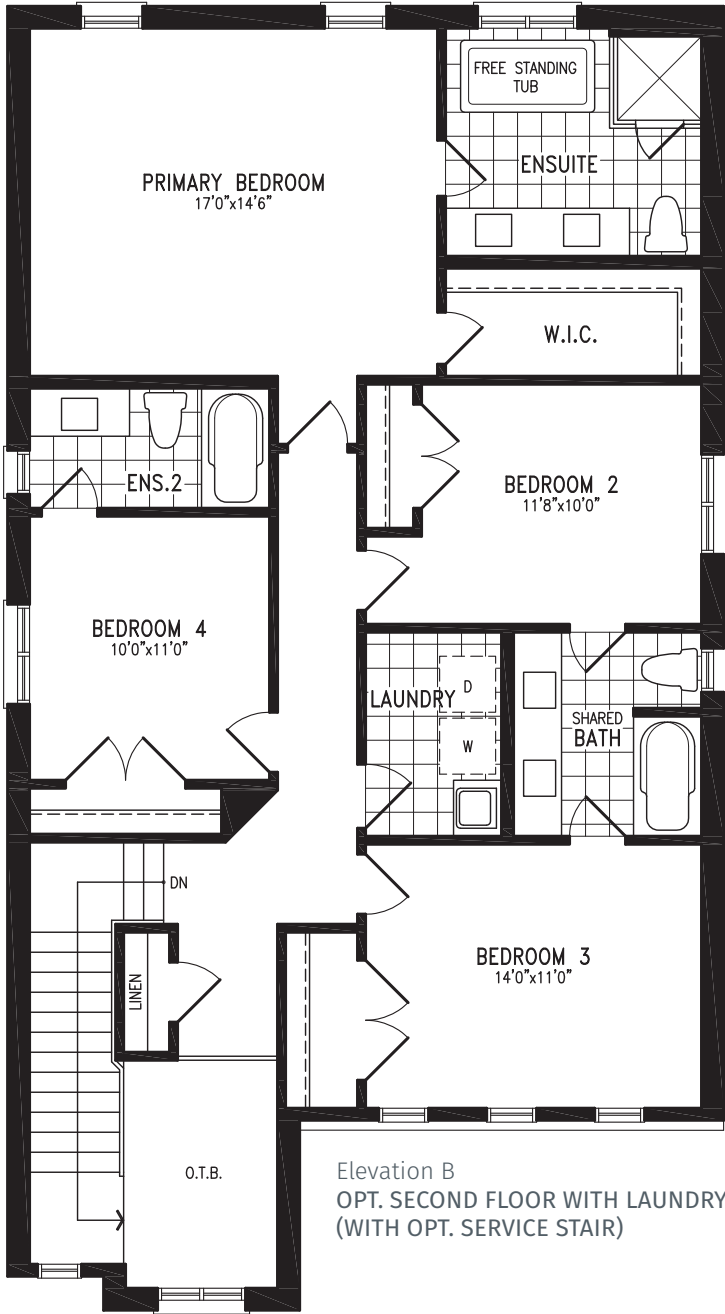 FREE STANDING
TUB
ENSUITE
PRIMARY BEDROOM
17'0"x14'6"
W.I.C.
ENS.2
BEDROOM 2
11'8"x10'0"
BEDROOM 4
10'0"x11'0"
LAUNDRY
D
W
SHARED
BATH
DN
LINEN
BEDROOM 3
14'0"x11'0"
O.T.B.
Elevation B
OPT. SECOND FLOOR WITH LAUNDRY
(WITH OPT. SERVICE STAIR)